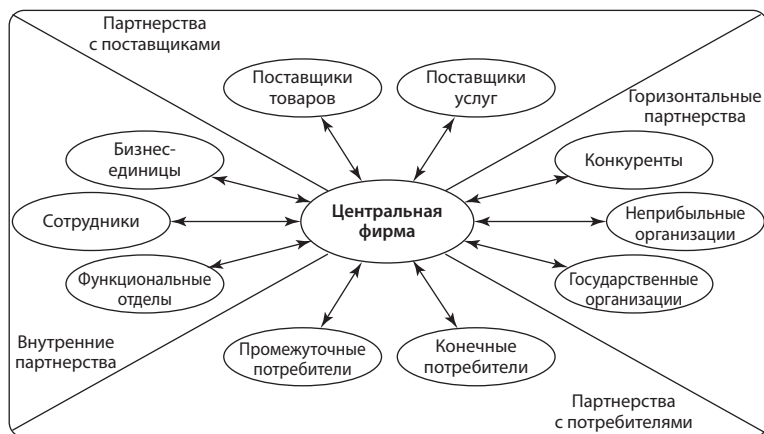 Партнерства
с поставщиками
Поставщики
товаров
Поставщики
услуг
Горизонтальные
партнерства
Бизнес-
единицы
Конкуренты
Сотрудники
Центральная
фирма
Неприбыльные
организации
Функциональные
отделы
Государственные
организации
Внутренние
партнерства
Промежуточные
потребители
Конечные
потребители
Партнерства
с потребителями